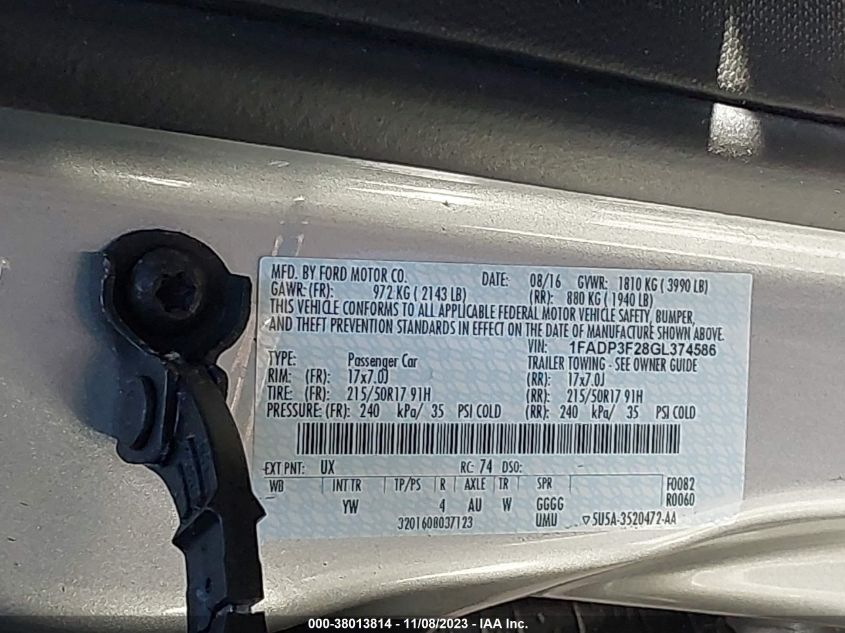 MFD. BY FORD MOTOR CO. DATE: 08/16 GVWR: 1810 KG ( 3990 LB)
GAWR: (FR): 972 KG ( 2143 LB) (RR): 880 KG ( 1940 LB)
THIS VEHICLE CONFORMS TO ALL APPLICABLE FEDERAL MOTOR VEHICLE SAFETY, BUMPER,
AND THEFT PREVENTION STANDARDS IN EFFECT ON THE DATE OF MANUFACTURE SHOWN ABOVE.
VIN: 1FADP3F28GL374586
TYPE: Passenger Car TRAILER TOWING - SEE OWNER GUIDE
RIM: (FR): 17x7.0J (RR): 17x7.0J
TIRE: (FR): 215/50R17 91H (RR): 215/50R17 91H
PRESSURE: (FR): 240 kPa/ 35 PSI COLD (RR): 240 kPa/ 35 PSI COLD
EXT PNT: UX RC: 74 DSO:
WB INT TR TP/PS R AXLE TR SPR F0082
YW 4 AU W GGGG R0060
3201608037123 UMU ▽5U5A-3520472-AA
000-38013814 - 11/08/2023 - IAA Inc.